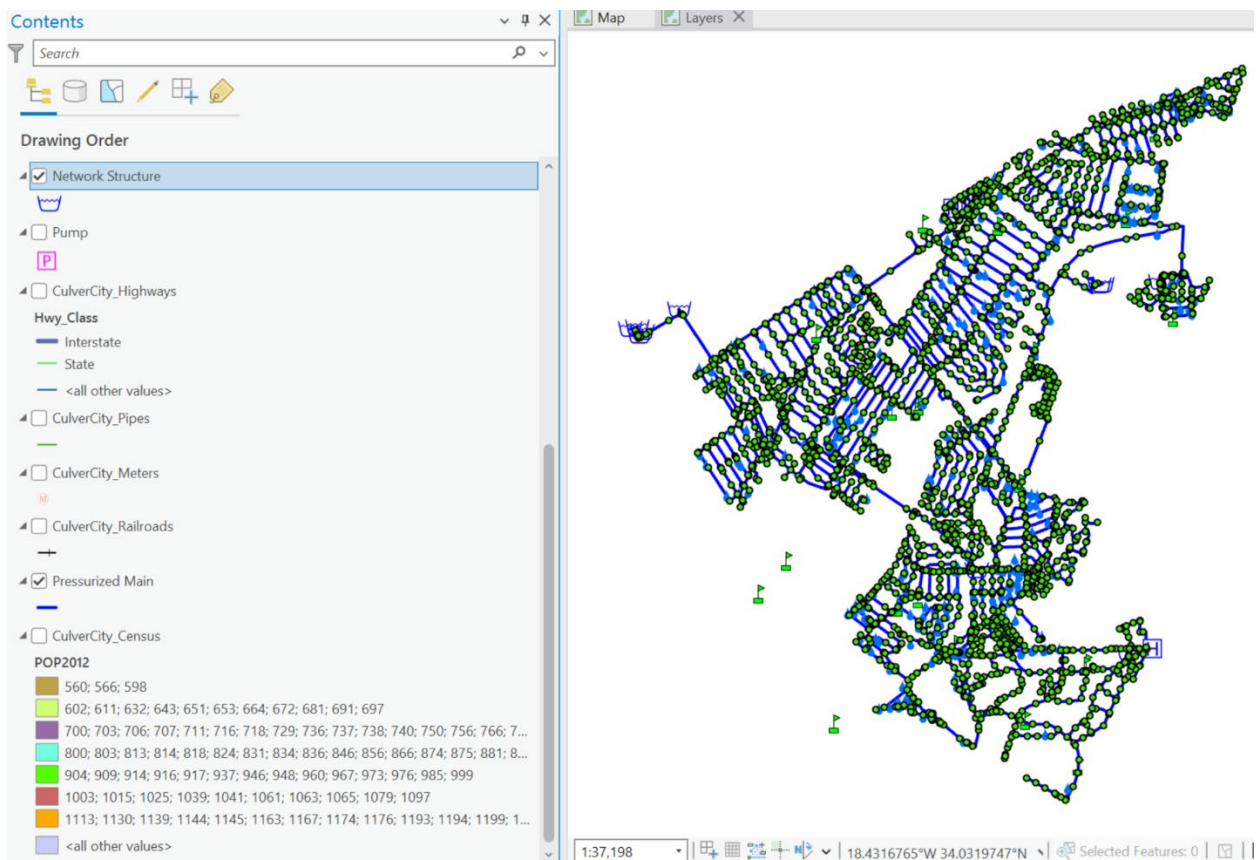 Contents
Search
Drawing Order
Network Structure
Pump
P
CulverCity_Highways
Hwy_Class
Interstate
State
<all other values>
CulverCity_Pipes
CulverCity_Meters
M
CulverCity_Railroads
Pressurized Main
CulverCity_Census
POP2012
560; 566; 598
602; 611; 632; 643; 651; 653; 664; 672; 681; 691; 697
700; 703; 706; 707; 711; 716; 718; 729; 736; 737; 738; 740; 750; 756; 766; 7...
800; 803; 813; 814; 818; 824; 831; 834; 836; 846; 856; 866; 874; 875; 881; 8...
904; 909; 914; 916; 917; 937; 946; 948; 960; 967; 973; 976; 985; 999
1003; 1015; 1025; 1039; 1041; 1061; 1063; 1065; 1079; 1097
1113; 1130; 1139; 1144; 1145; 1163; 1167; 1174; 1176; 1193; 1194; 1199; 1...
<all other values>
Map
Layers
1:37,198
18.4316765°W 34.0319747°N
Selected Features: 0